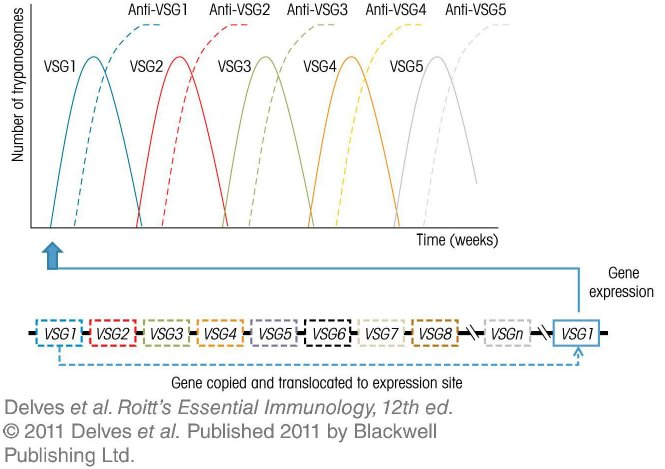 Anti-VSG1 Anti-VSG2 Anti-VSG3 Anti-VSG4 Anti-VSG5
VSG1 VSG2 VSG3 VSG4 VSG5
Number of trypanosomes
Time (weeks)
Gene
expression
VSG1 VSG2 VSG3 VSG4 VSG5 VSG6 VSG7 VSG8 VSGn VSG1
Gene copied and translocated to expression site
Delves et al. Roitt's Essential Immunology, 12th ed.
© 2011 Delves et al. Published 2011 by Blackwell
Publishing Ltd.